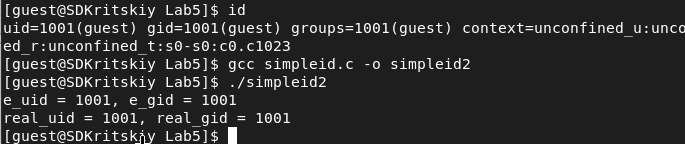 [guest@SDKritskiy Lab5]$ id
uid=1001(guest) gid=1001(guest) groups=1001(guest) context=unconfined_u:unco
ed_r:unconfined_t:s0-s0:c0.c1023
[guest@SDKritskiy Lab5]$ gcc simpleid.c -o simpleid2
[guest@SDKritskiy Lab5]$ ./simpleid2
e_uid = 1001, e_gid = 1001
real_uid = 1001, real_gid = 1001
[guest@SDKritskiy Lab5]$